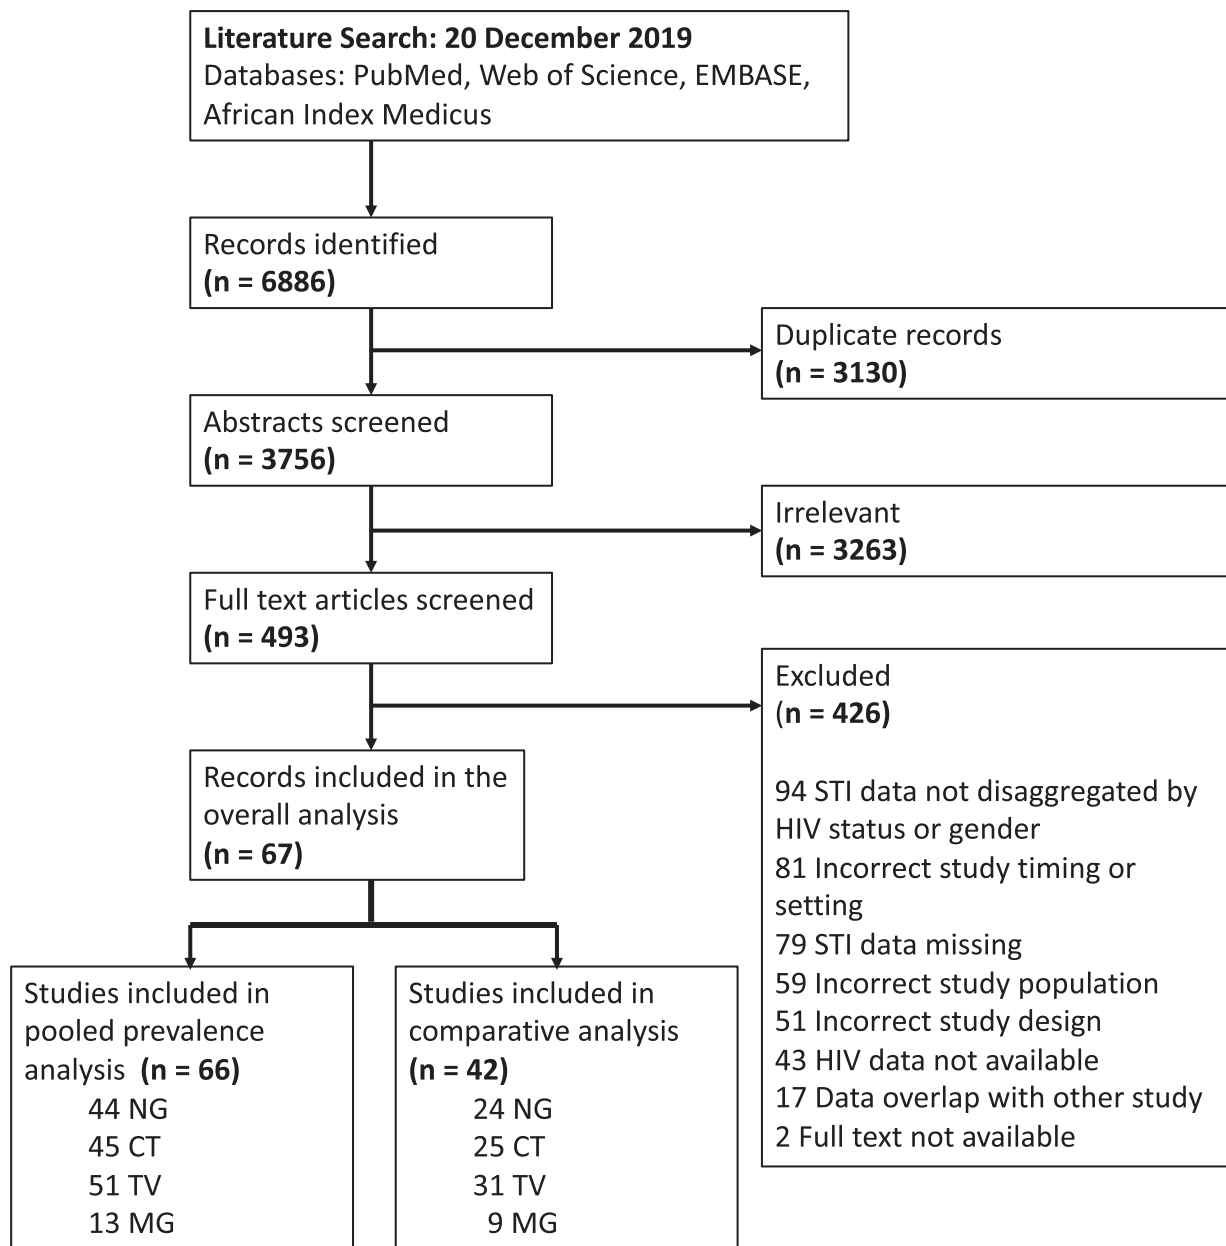 Literature Search: 20 December 2019
Databases: PubMed, Web of Science, EMBASE,
African Index Medicus
Records identified
(n = 6886)
Duplicate records
(n = 3130)
Abstracts screened
(n = 3756)
Irrelevant
(n = 3263)
Full text articles screened
(n = 493)
Excluded
(n = 426)
94 STI data not disaggregated by
HIV status or gender
81 Incorrect study timing or
setting
79 STI data missing
59 Incorrect study population
51 Incorrect study design
43 HIV data not available
17 Data overlap with other study
2 Full text not available
Records included in the
overall analysis
(n = 67)
Studies included in
pooled prevalence
analysis (n = 66)
44 NG
45 CT
51 TV
13 MG
Studies included in
comparative analysis
(n = 42)
24 NG
25 CT
31 TV
9 MG